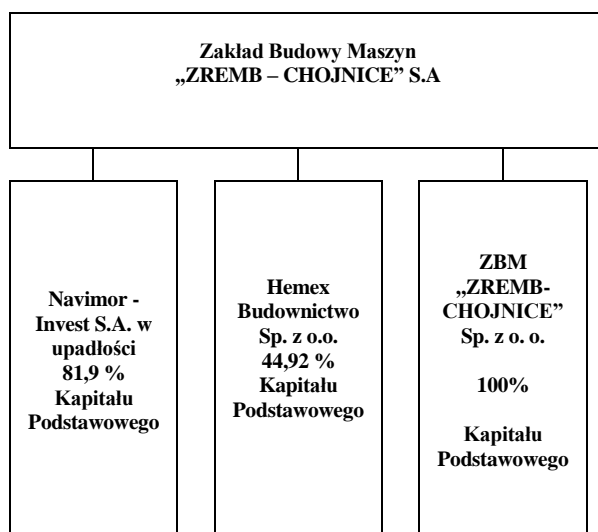 Zakład Budowy Maszyn
„ZREMB – CHOJNICE” S.A
Navimor -
Invest S.A. w
upadłości
81,9 %
Kapitału
Podstawowego
Hemex
Budownictwo
Sp. z o.o.
44,92 %
Kapitału
Podstawowego
ZBM
„ZREMB-
CHOJNICE”
Sp. z o. o.
100%
Kapitału
Podstawowego